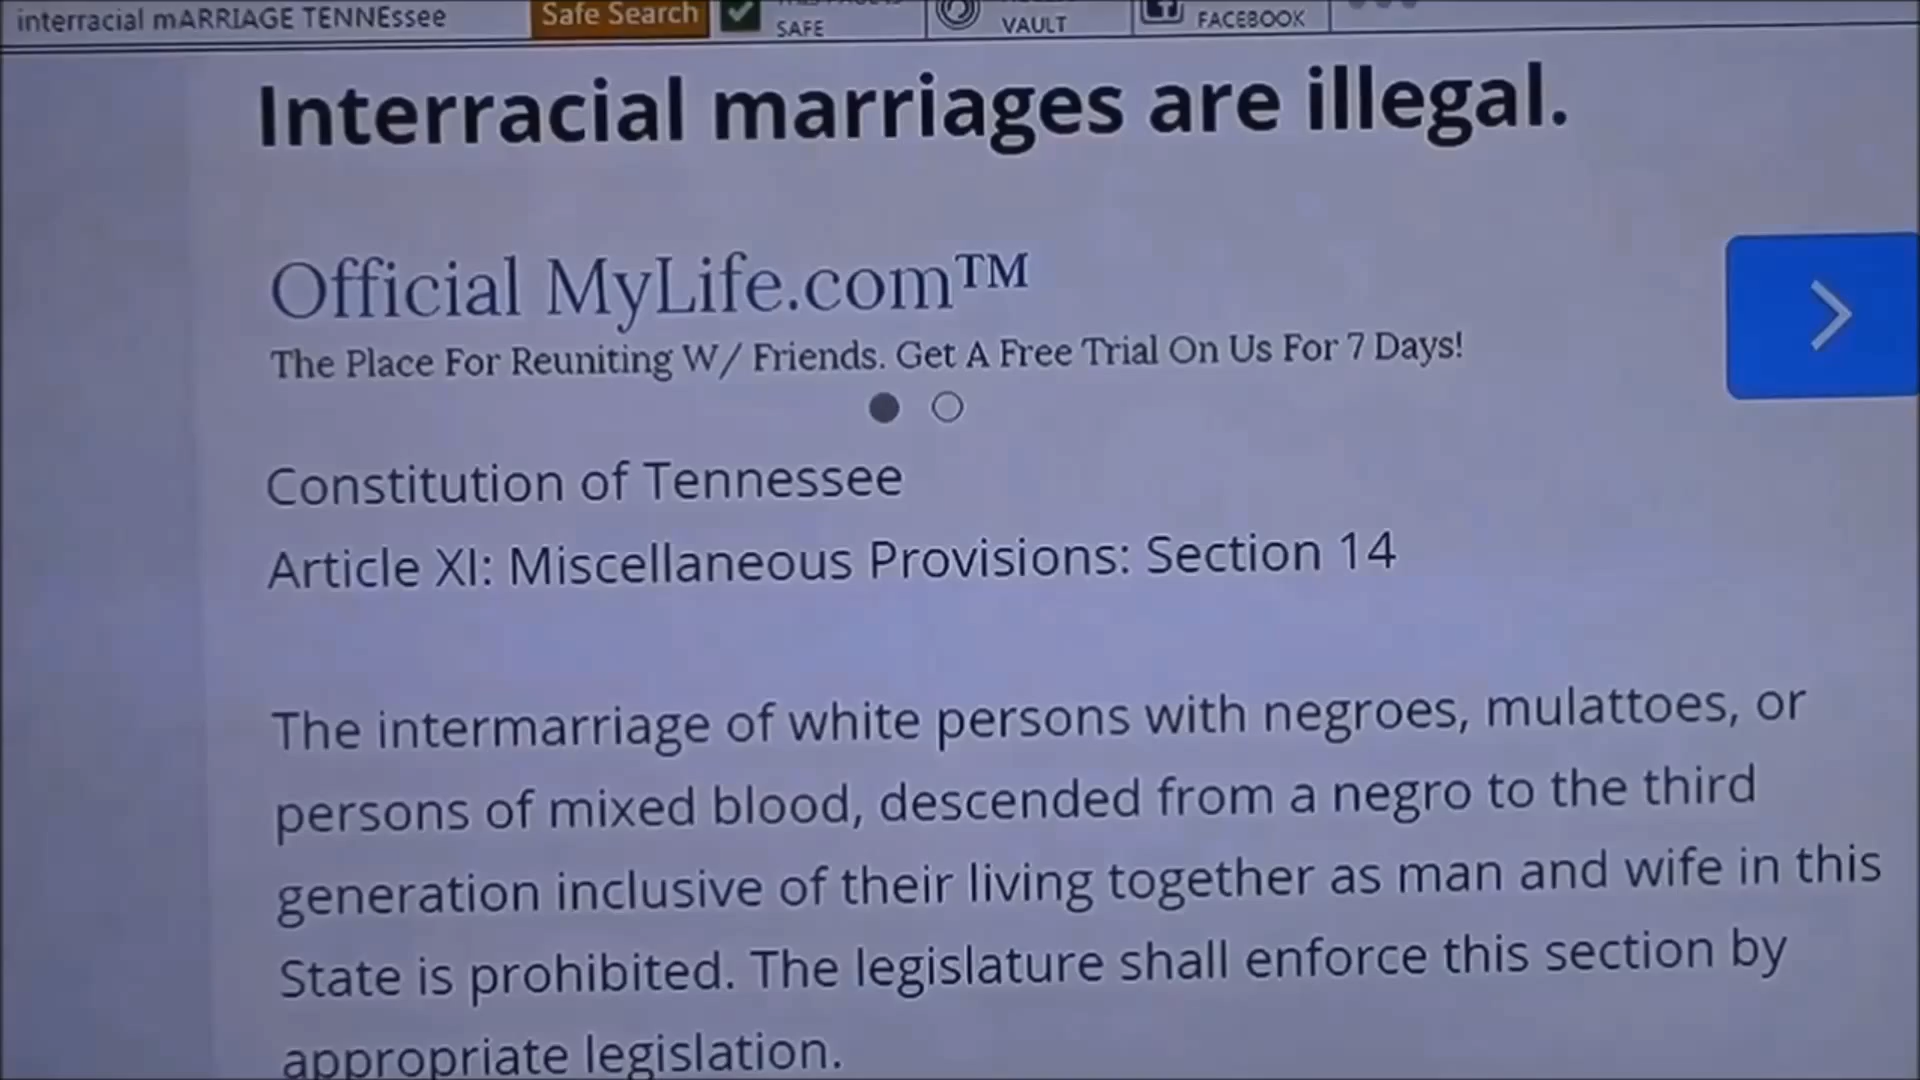 interracial mARRIAGE TENNEssee
Safe Search
SAFE
VAULT
FACEBOOK
Interracial marriages are illegal.
Official MyLife.com™
The Place For Reuniting W/ Friends. Get A Free Trial On Us For 7 Days!
Constitution of Tennessee
Article XI: Miscellaneous Provisions: Section 14
The intermarriage of white persons with negroes, mulattoes, or
persons of mixed blood, descended from a negro to the third
generation inclusive of their living together as man and wife in this
State is prohibited. The legislature shall enforce this section by
appropriate legislation.